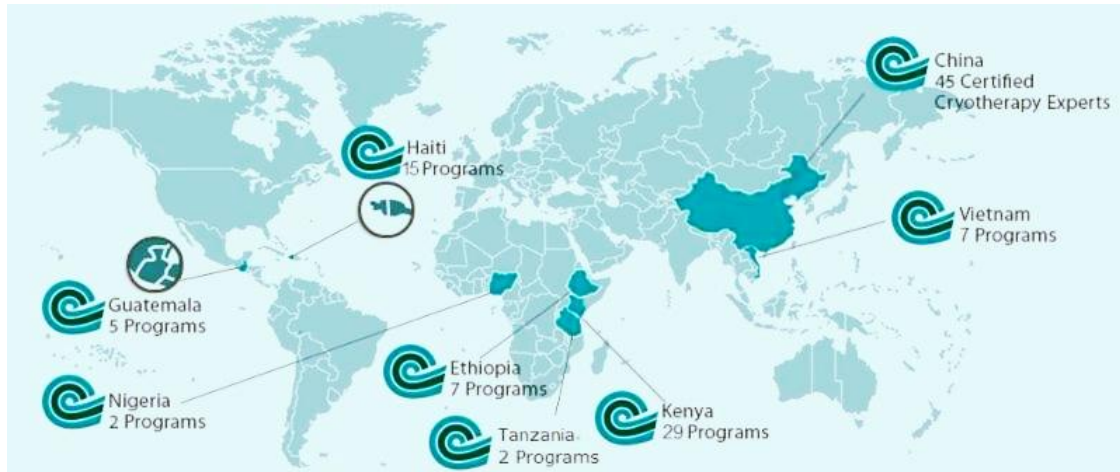 China
45 Certified
Cryotherapy Experts
Haiti
15 Programs
Vietnam
7 Programs
Guatemala
5 Programs
Ethiopia
7 Programs
Nigeria
2 Programs
Kenya
29 Programs
Tanzania
2 Programs